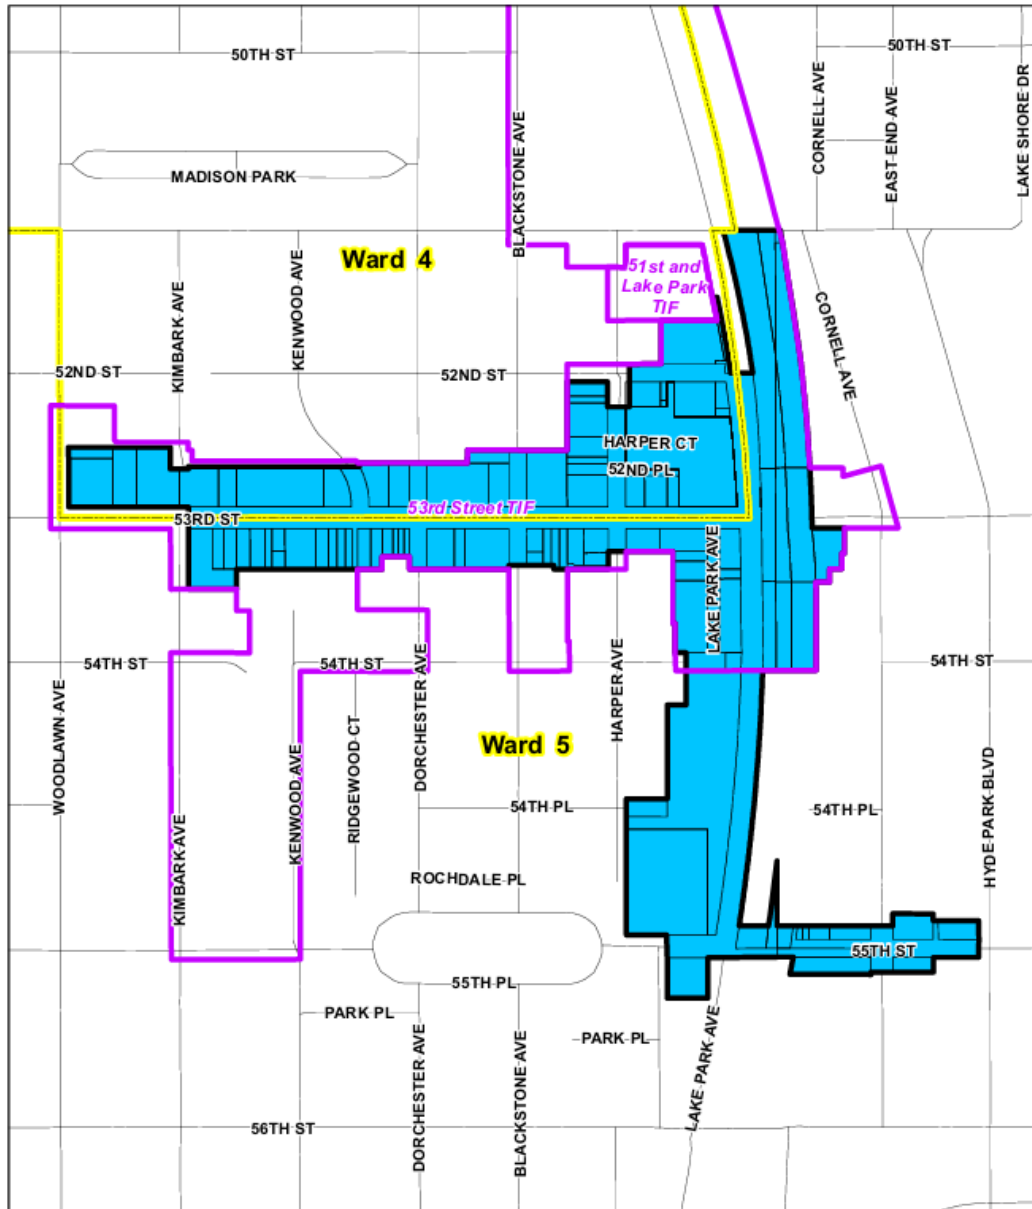 50TH ST
50TH ST
CORNELL AVE
EAST END AVE
LAKE SHORE DR
MADISON PARK
BLACKSTONE AVE
Ward 4
51st and
Lake Park
TIF
KIMBARK AVE
KENWOOD AVE
CORNELL AVE
52ND ST
52ND ST
HARPER CT
52ND PL
53rd Street TIF
53RD ST
LAKE PARK AVE
54TH ST
54TH ST
54TH ST
WOODLAWN AVE
DORCHESTER AVE
HARPER AVE
Ward 5
RIDGEWOOD CT
KENWOOD AVE
54TH PL
54TH PL
HYDE PARK BLVD
KIMBARK AVE
ROCHDALE PL
55TH ST
55TH PL
PARK PL
PARK PL
DORCHESTER AVE
BLACKSTONE AVE
LAKE PARK AVE
56TH ST